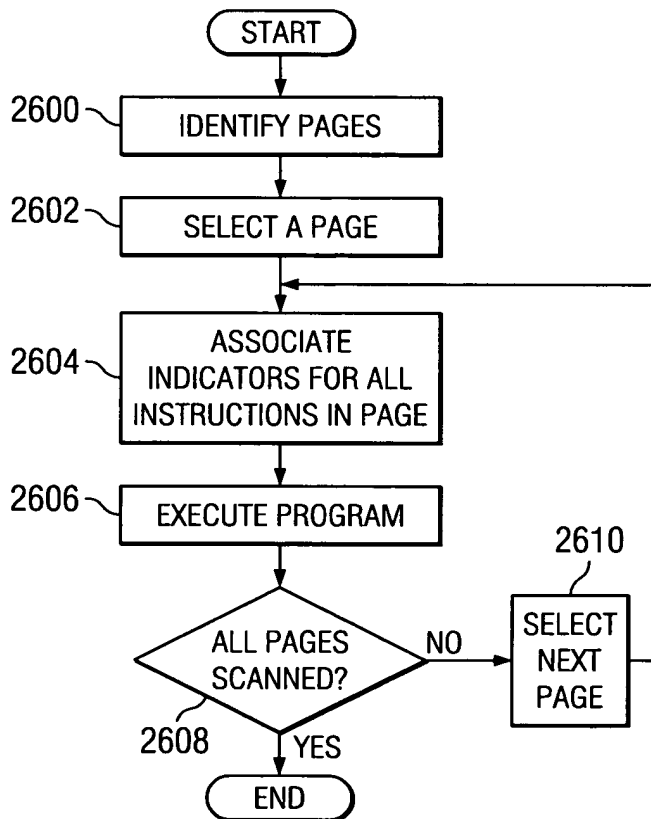 START
2600
IDENTIFY PAGES
2602
SELECT A PAGE
2604
ASSOCIATE
INDICATORS FOR ALL
INSTRUCTIONS IN PAGE
2606
EXECUTE PROGRAM
2608
ALL PAGES
SCANNED?
NO
2610
SELECT
NEXT
PAGE
YES
END